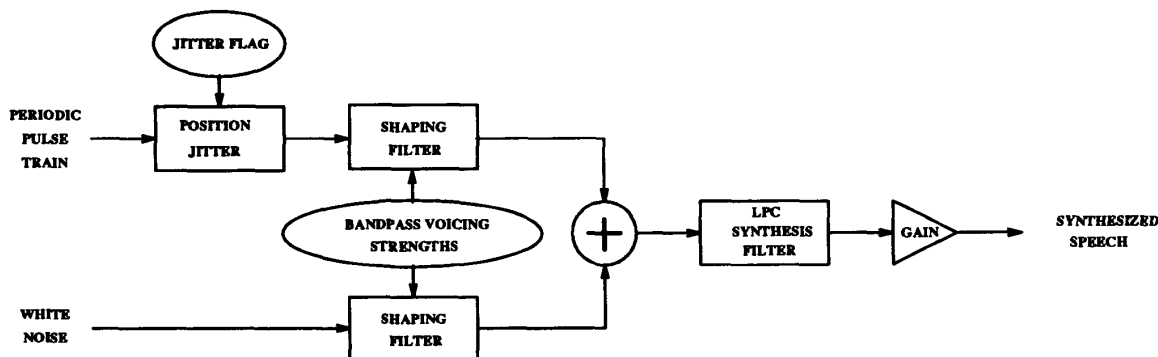 JITTER FLAG
PERIODIC
PULSE
TRAIN
POSITION
JITTER
SHAPING
FILTER
BANDPASS VOICING
STRENGTHS
LPC
SYNTHESIS
FILTER
GAIN
SYNTHESIZED
SPEECH
WHITE
NOISE
SHAPING
FILTER